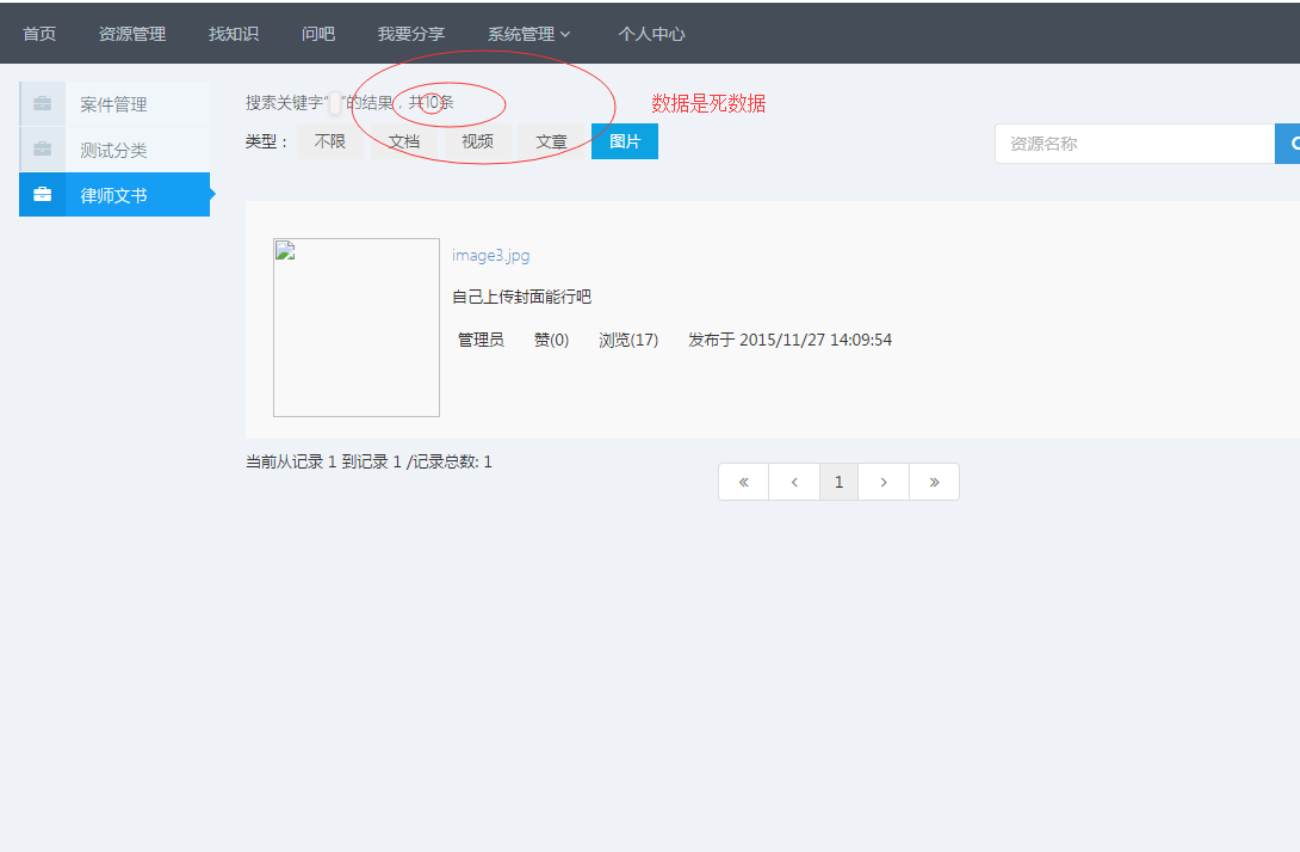 首页 资源管理 找知识 问吧 我要分享 系统管理 个人中心
案件管理
测试分类
律师文书
搜索关键字“ ”的结果，共10条
数据是死数据
类型： 不限 文档 视频 文章 图片
资源名称
image3.jpg
自己上传封面能行吧
管理员 赞(0) 浏览(17) 发布于 2015/11/27 14:09:54
当前从记录 1 到记录 1 /记录总数: 1
« ‹ 1 › »